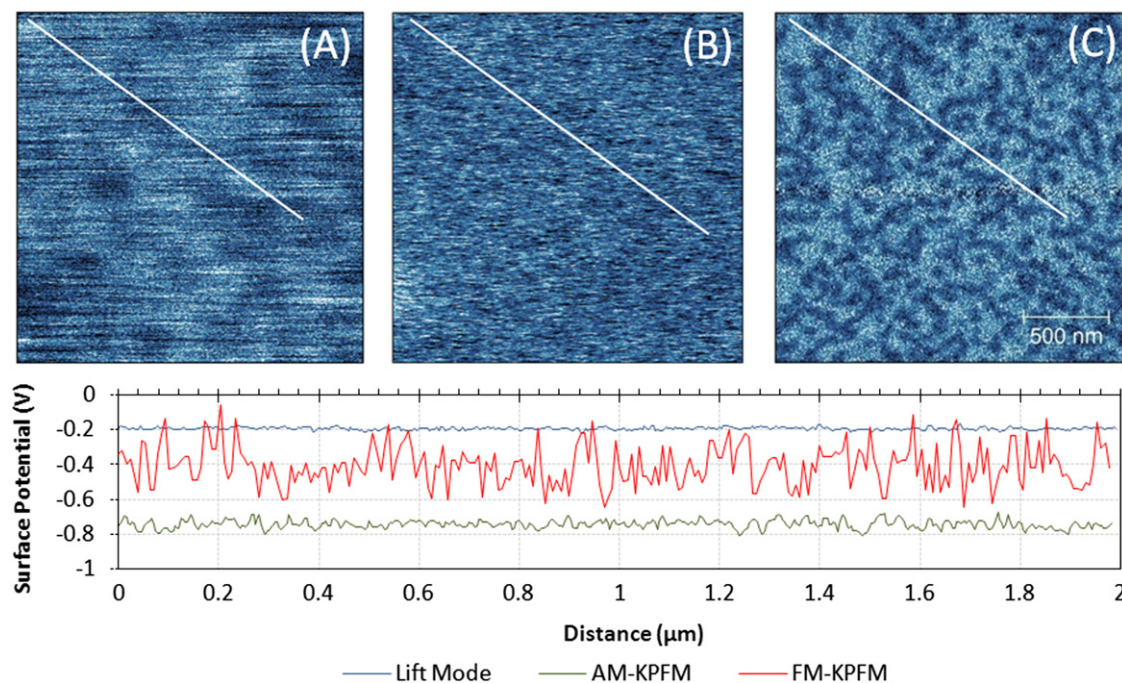 (A)
(B)
(C)
500 nm
Surface Potential (V)
0
-0.2
-0.4
-0.6
-0.8
-1
0 0.2 0.4 0.6 0.8 1 1.2 1.4 1.6 1.8 2
Distance (µm)
Lift Mode AM-KPFM FM-KPFM